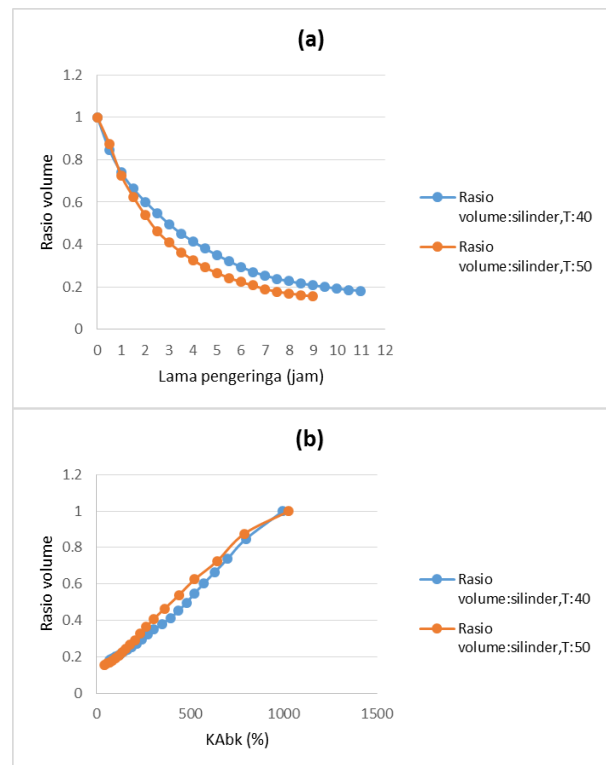 (a)
1.2
1
0.8
0.6
0.4
0.2
0
Rasio volume
0 1 2 3 4 5 6 7 8 9 10 11 12
Lama pengeringa (jam)
Rasio
volume:silinder,T:40
Rasio
volume:silinder,T:50
(b)
1.2
1
0.8
0.6
0.4
0.2
0
Rasio volume
0 500 1000 1500
KAbk (%)
Rasio
volume:silinder,T:40
Rasio
volume:silinder,T:50